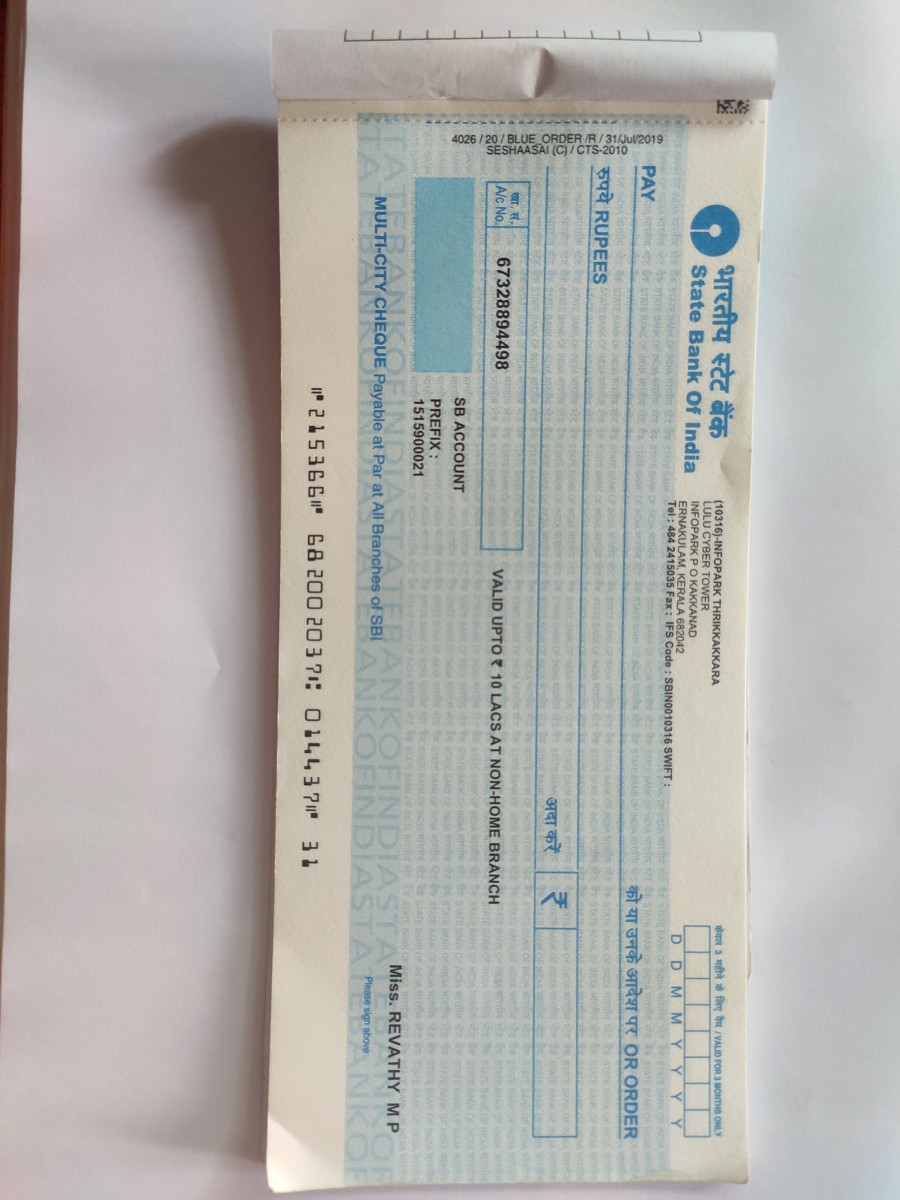 4026 / 20 / BLUE_ORDER /R / 31/Jul/2019
SESHAASAI (C) / CTS-2010
भारतीय स्टेट बैंक
State Bank Of India
(10316)-INFOPARK THRIKKAKKARA
LULU CYBER TOWER
INFOPARK P O KAKKANAD
ERNAKULAM, KERALA 682042
Tel : 484 2415035 Fax : IFS Code : SBIN0010316 SWIFT :
केवल 3 महीने के लिए वैध / VALID FOR 3 MONTHS ONLY
D D M M Y Y Y Y
PAY
को या उनके आदेश पर OR ORDER
रुपये RUPEES
अदा करें ₹
खा. सं.
A/c No.
67328894498
VALID UPTO ₹ 10 LACS AT NON-HOME BRANCH
SB ACCOUNT
PREFIX :
1515900021
Miss. REVATHY M P
MULTI-CITY CHEQUE Payable at Par at All Branches of SBI
Please sign above
⑈215366⑈ 682002037⑆ 014437⑈ 31